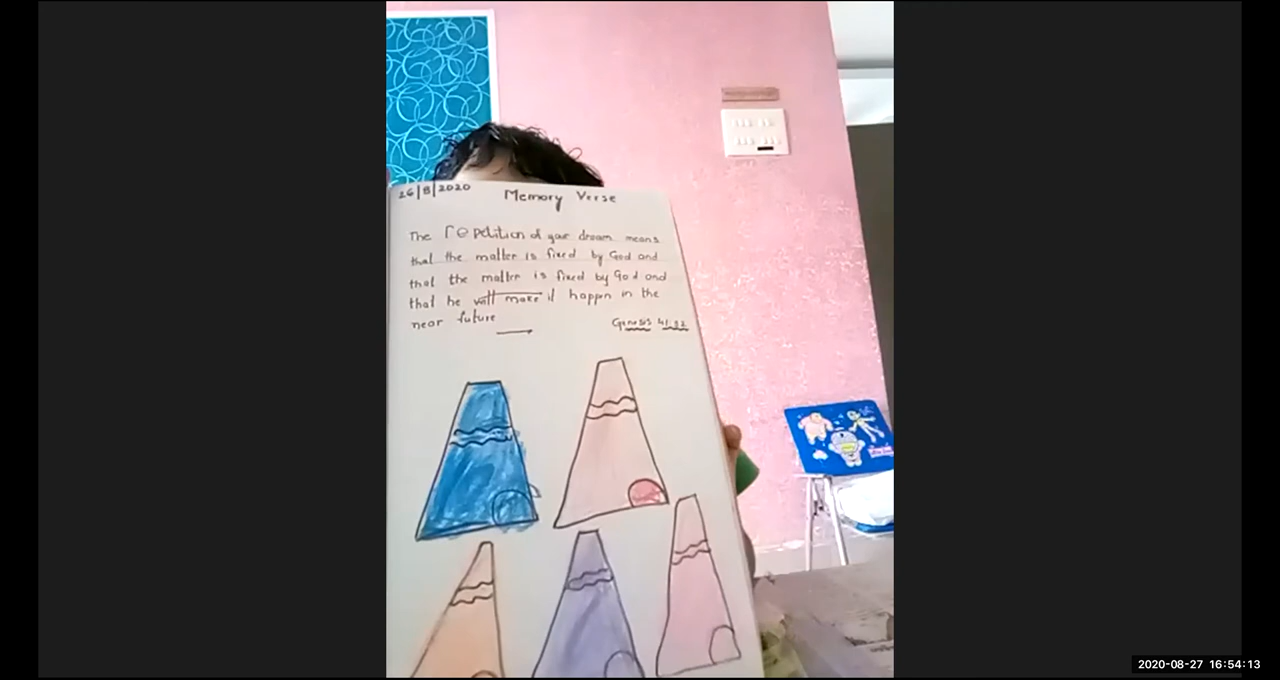 26/8/2020
Memory Verse
The repetition of your dream means
that the matter is fixed by God and
that the matter is fixed by God and
that he will make it happen in the
near future
Genesis 41:32
2020-08-27 16:54:13